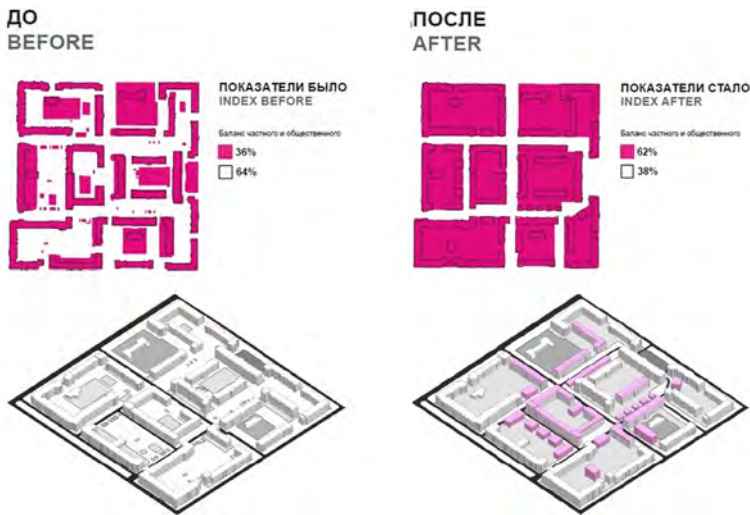 ДО
BEFORE
ПОКАЗАТЕЛИ БЫЛО
INDEX BEFORE
Баланс частного и общественного
36%
64%
ПОСЛЕ
AFTER
ПОКАЗАТЕЛИ СТАЛО
INDEX AFTER
Баланс частного и общественного
62%
38%